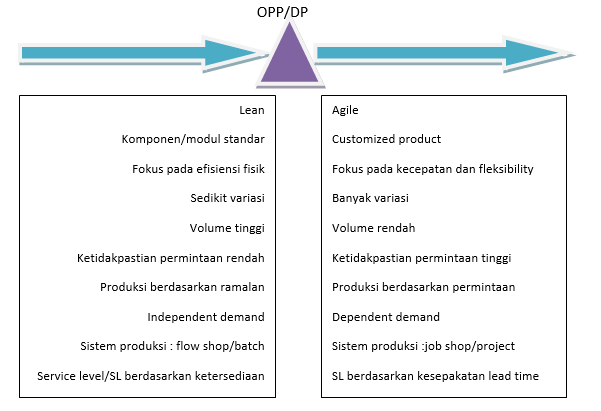 OPP/DP
Lean
Komponen/modul standar
Fokus pada efisiensi fisik
Sedikit variasi
Volume tinggi
Ketidakpastian permintaan rendah
Produksi berdasarkan ramalan
Independent demand
Sistem produksi : flow shop/batch
Service level/SL berdasarkan ketersediaan
Agile
Customized product
Fokus pada kecepatan dan fleksibility
Banyak variasi
Volume rendah
Ketidakpastian permintaan tinggi
Produksi berdasarkan permintaan
Dependent demand
Sistem produksi :job shop/project
SL berdasarkan kesepakatan lead time